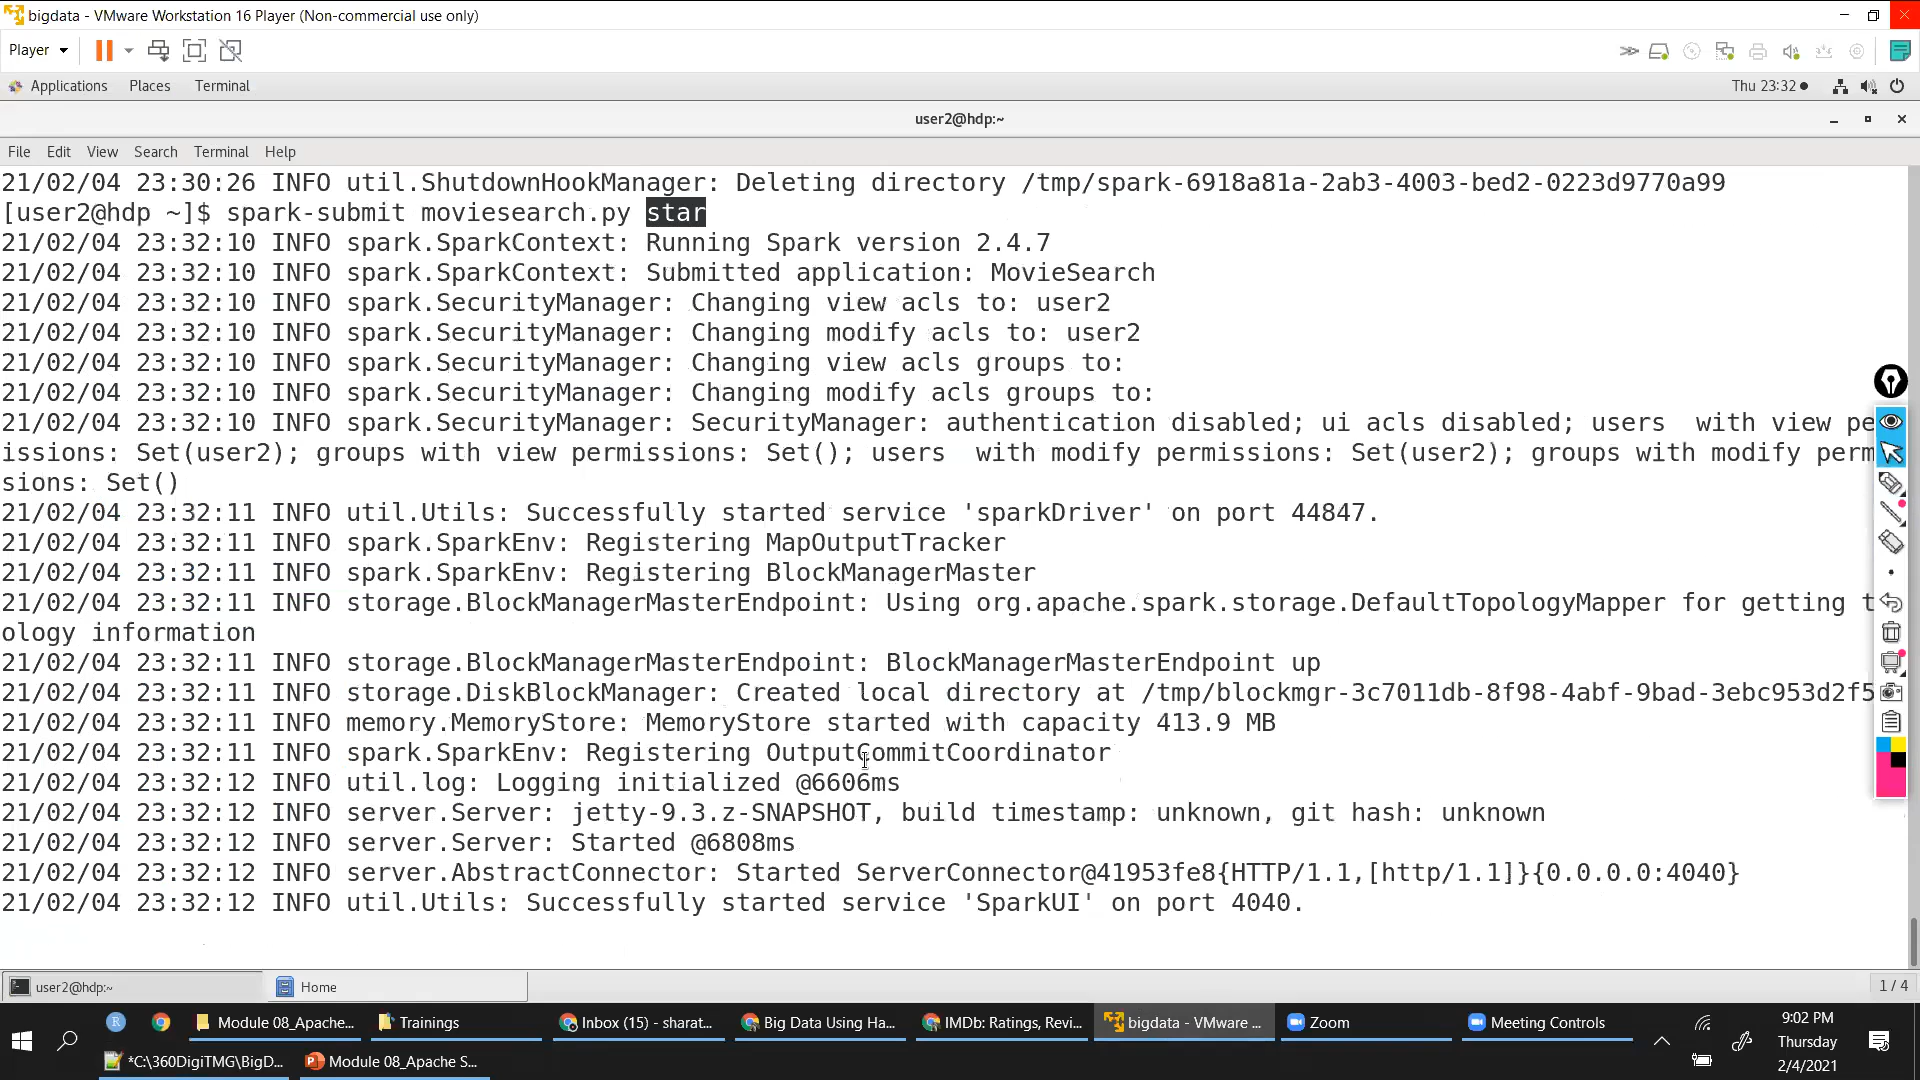 bigdata - VMware Workstation 16 Player (Non-commercial use only)
Player
Applications Places Terminal Thu 23:32
user2@hdp:~
File Edit View Search Terminal Help
21/02/04 23:30:26 INFO util.ShutdownHookManager: Deleting directory /tmp/spark-6918a81a-2ab3-4003-bed2-0223d9770a99
[user2@hdp ~]$ spark-submit moviesearch.py star
21/02/04 23:32:10 INFO spark.SparkContext: Running Spark version 2.4.7
21/02/04 23:32:10 INFO spark.SparkContext: Submitted application: MovieSearch
21/02/04 23:32:10 INFO spark.SecurityManager: Changing view acls to: user2
21/02/04 23:32:10 INFO spark.SecurityManager: Changing modify acls to: user2
21/02/04 23:32:10 INFO spark.SecurityManager: Changing view acls groups to:
21/02/04 23:32:10 INFO spark.SecurityManager: Changing modify acls groups to:
21/02/04 23:32:10 INFO spark.SecurityManager: SecurityManager: authentication disabled; ui acls disabled; users  with view pe
issions: Set(user2); groups with view permissions: Set(); users  with modify permissions: Set(user2); groups with modify perm
sions: Set()
21/02/04 23:32:11 INFO util.Utils: Successfully started service 'sparkDriver' on port 44847.
21/02/04 23:32:11 INFO spark.SparkEnv: Registering MapOutputTracker
21/02/04 23:32:11 INFO spark.SparkEnv: Registering BlockManagerMaster
21/02/04 23:32:11 INFO storage.BlockManagerMasterEndpoint: Using org.apache.spark.storage.DefaultTopologyMapper for getting t
ology information
21/02/04 23:32:11 INFO storage.BlockManagerMasterEndpoint: BlockManagerMasterEndpoint up
21/02/04 23:32:11 INFO storage.DiskBlockManager: Created local directory at /tmp/blockmgr-3c7011db-8f98-4abf-9bad-3ebc953d2f5
21/02/04 23:32:11 INFO memory.MemoryStore: MemoryStore started with capacity 413.9 MB
21/02/04 23:32:11 INFO spark.SparkEnv: Registering OutputCommitCoordinator
21/02/04 23:32:12 INFO util.log: Logging initialized @6606ms
21/02/04 23:32:12 INFO server.Server: jetty-9.3.z-SNAPSHOT, build timestamp: unknown, git hash: unknown
21/02/04 23:32:12 INFO server.Server: Started @6808ms
21/02/04 23:32:12 INFO server.AbstractConnector: Started ServerConnector@41953fe8{HTTP/1.1,[http/1.1]}{0.0.0.0:4040}
21/02/04 23:32:12 INFO util.Utils: Successfully started service 'SparkUI' on port 4040.
user2@hdp:~ Home 1 / 4
Module 08_Apache... Trainings Inbox (15) - sharat... Big Data Using Ha... IMDb: Ratings, Revi... bigdata - VMware ... Zoom Meeting Controls 9:02 PM
Thursday
*C:\360DigiTMG\BigD... Module 08_Apache S... 2/4/2021